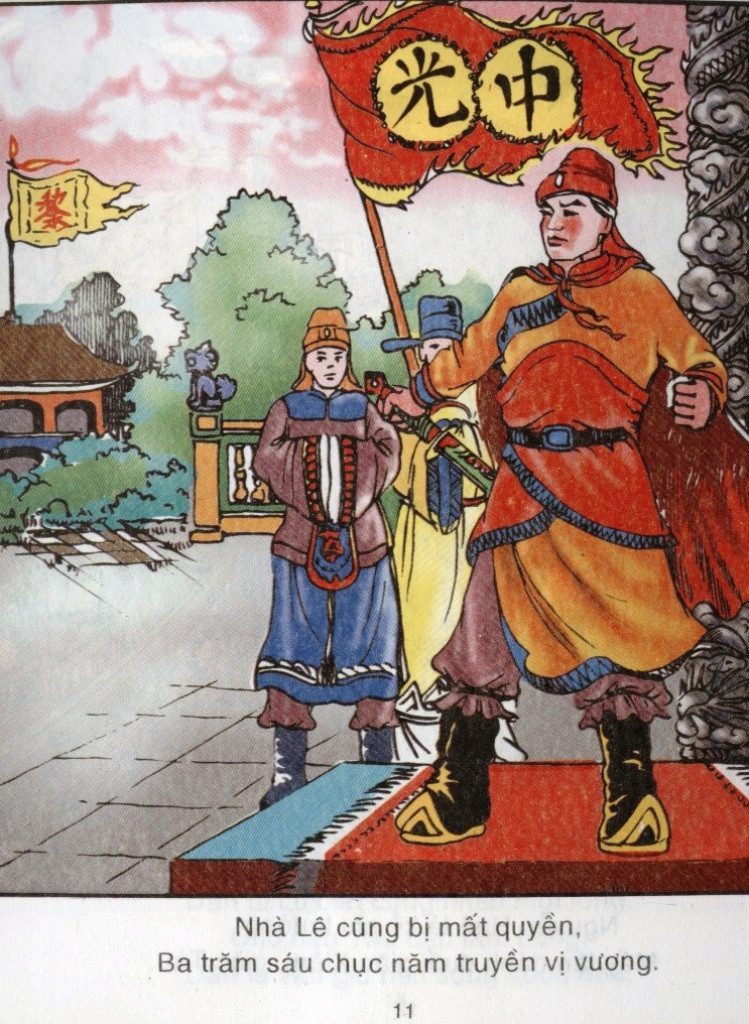 光中
黎
Nhà Lê cũng bị mất quyền,
Ba trăm sáu chục năm truyền vị vương.
11